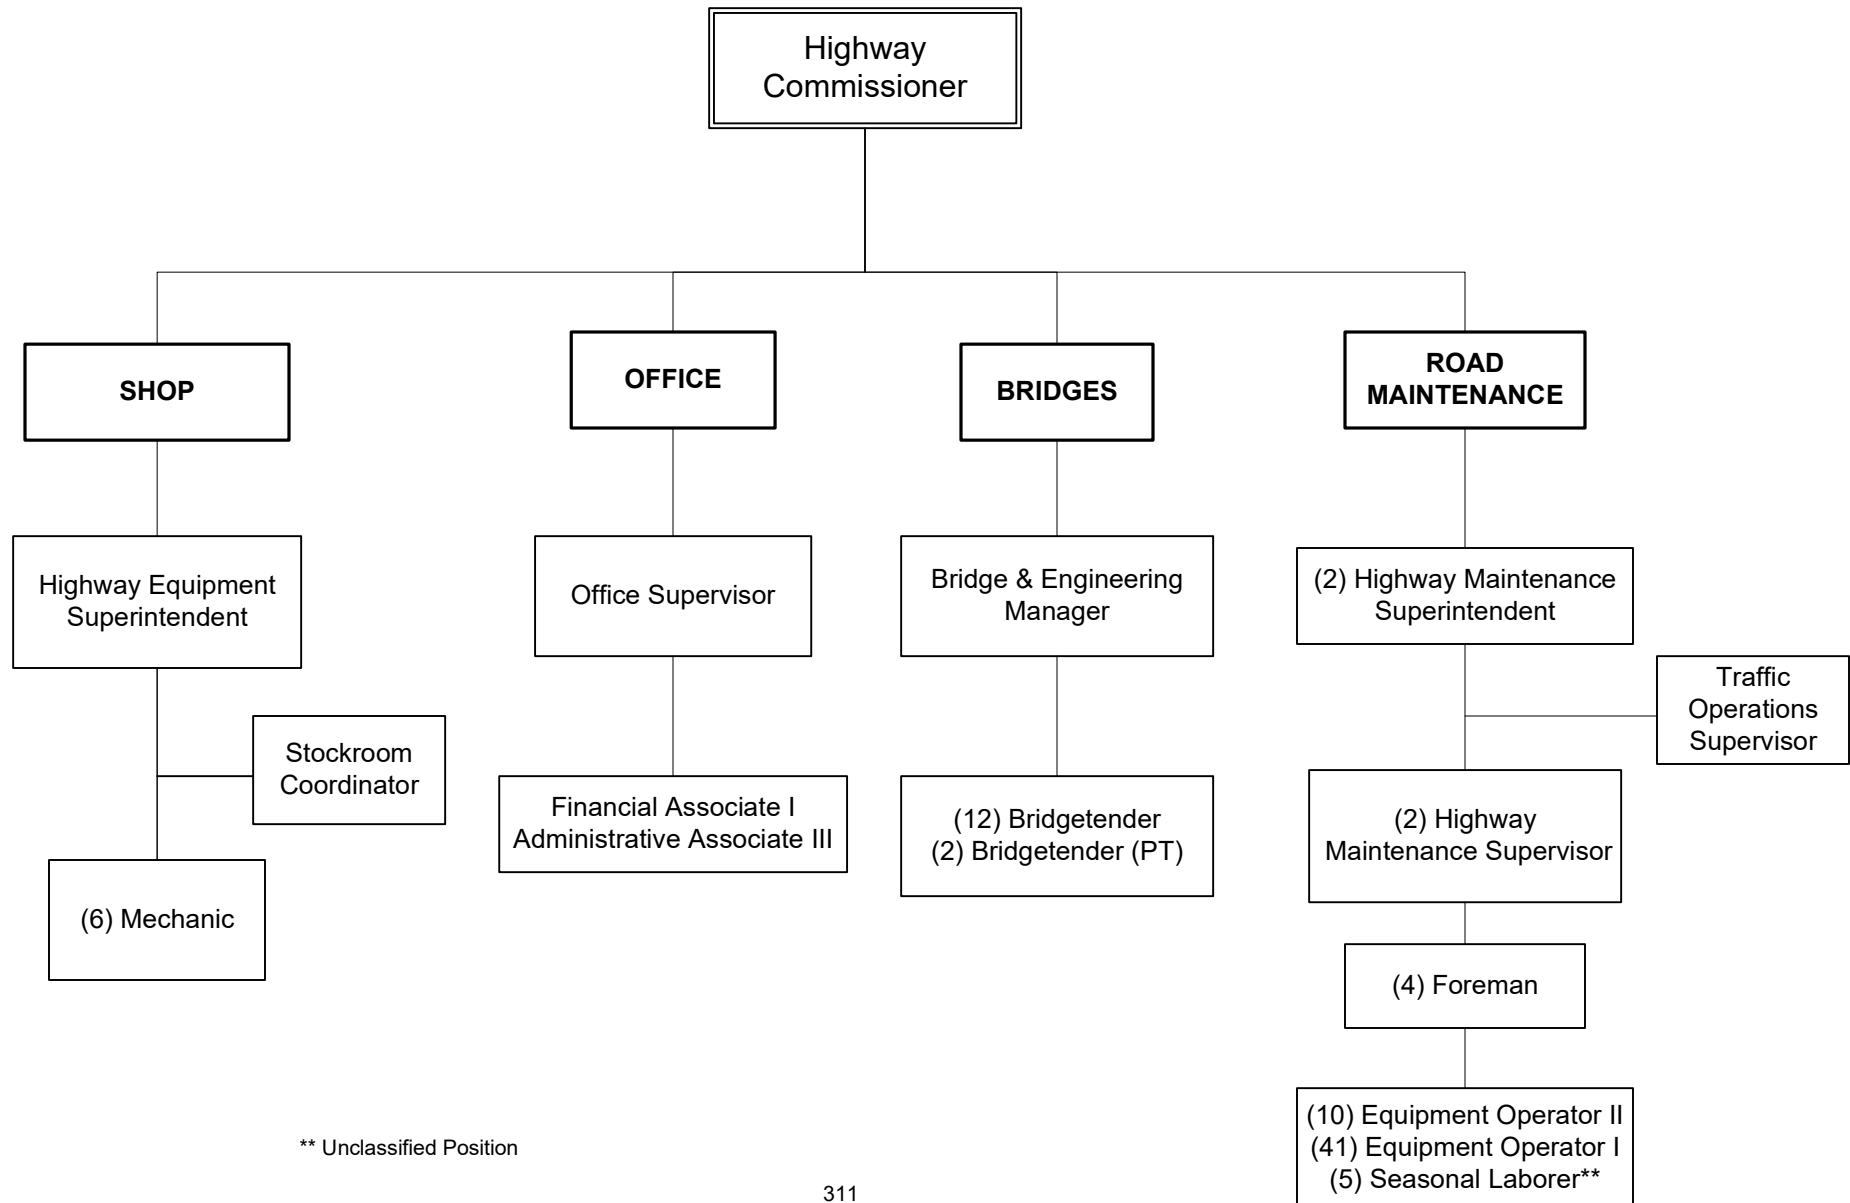 Highway
Commissioner
SHOP
OFFICE
BRIDGES
ROAD
MAINTENANCE
Highway Equipment
Superintendent
Office Supervisor
Bridge & Engineering
Manager
(2) Highway Maintenance
Superintendent
Traffic
Operations
Supervisor
Stockroom
Coordinator
Financial Associate I
Administrative Associate III
(12) Bridgetender
(2) Bridgetender (PT)
(2) Highway
Maintenance Supervisor
(6) Mechanic
(4) Foreman
(10) Equipment Operator II
(41) Equipment Operator I
(5) Seasonal Laborer**
** Unclassified Position
311